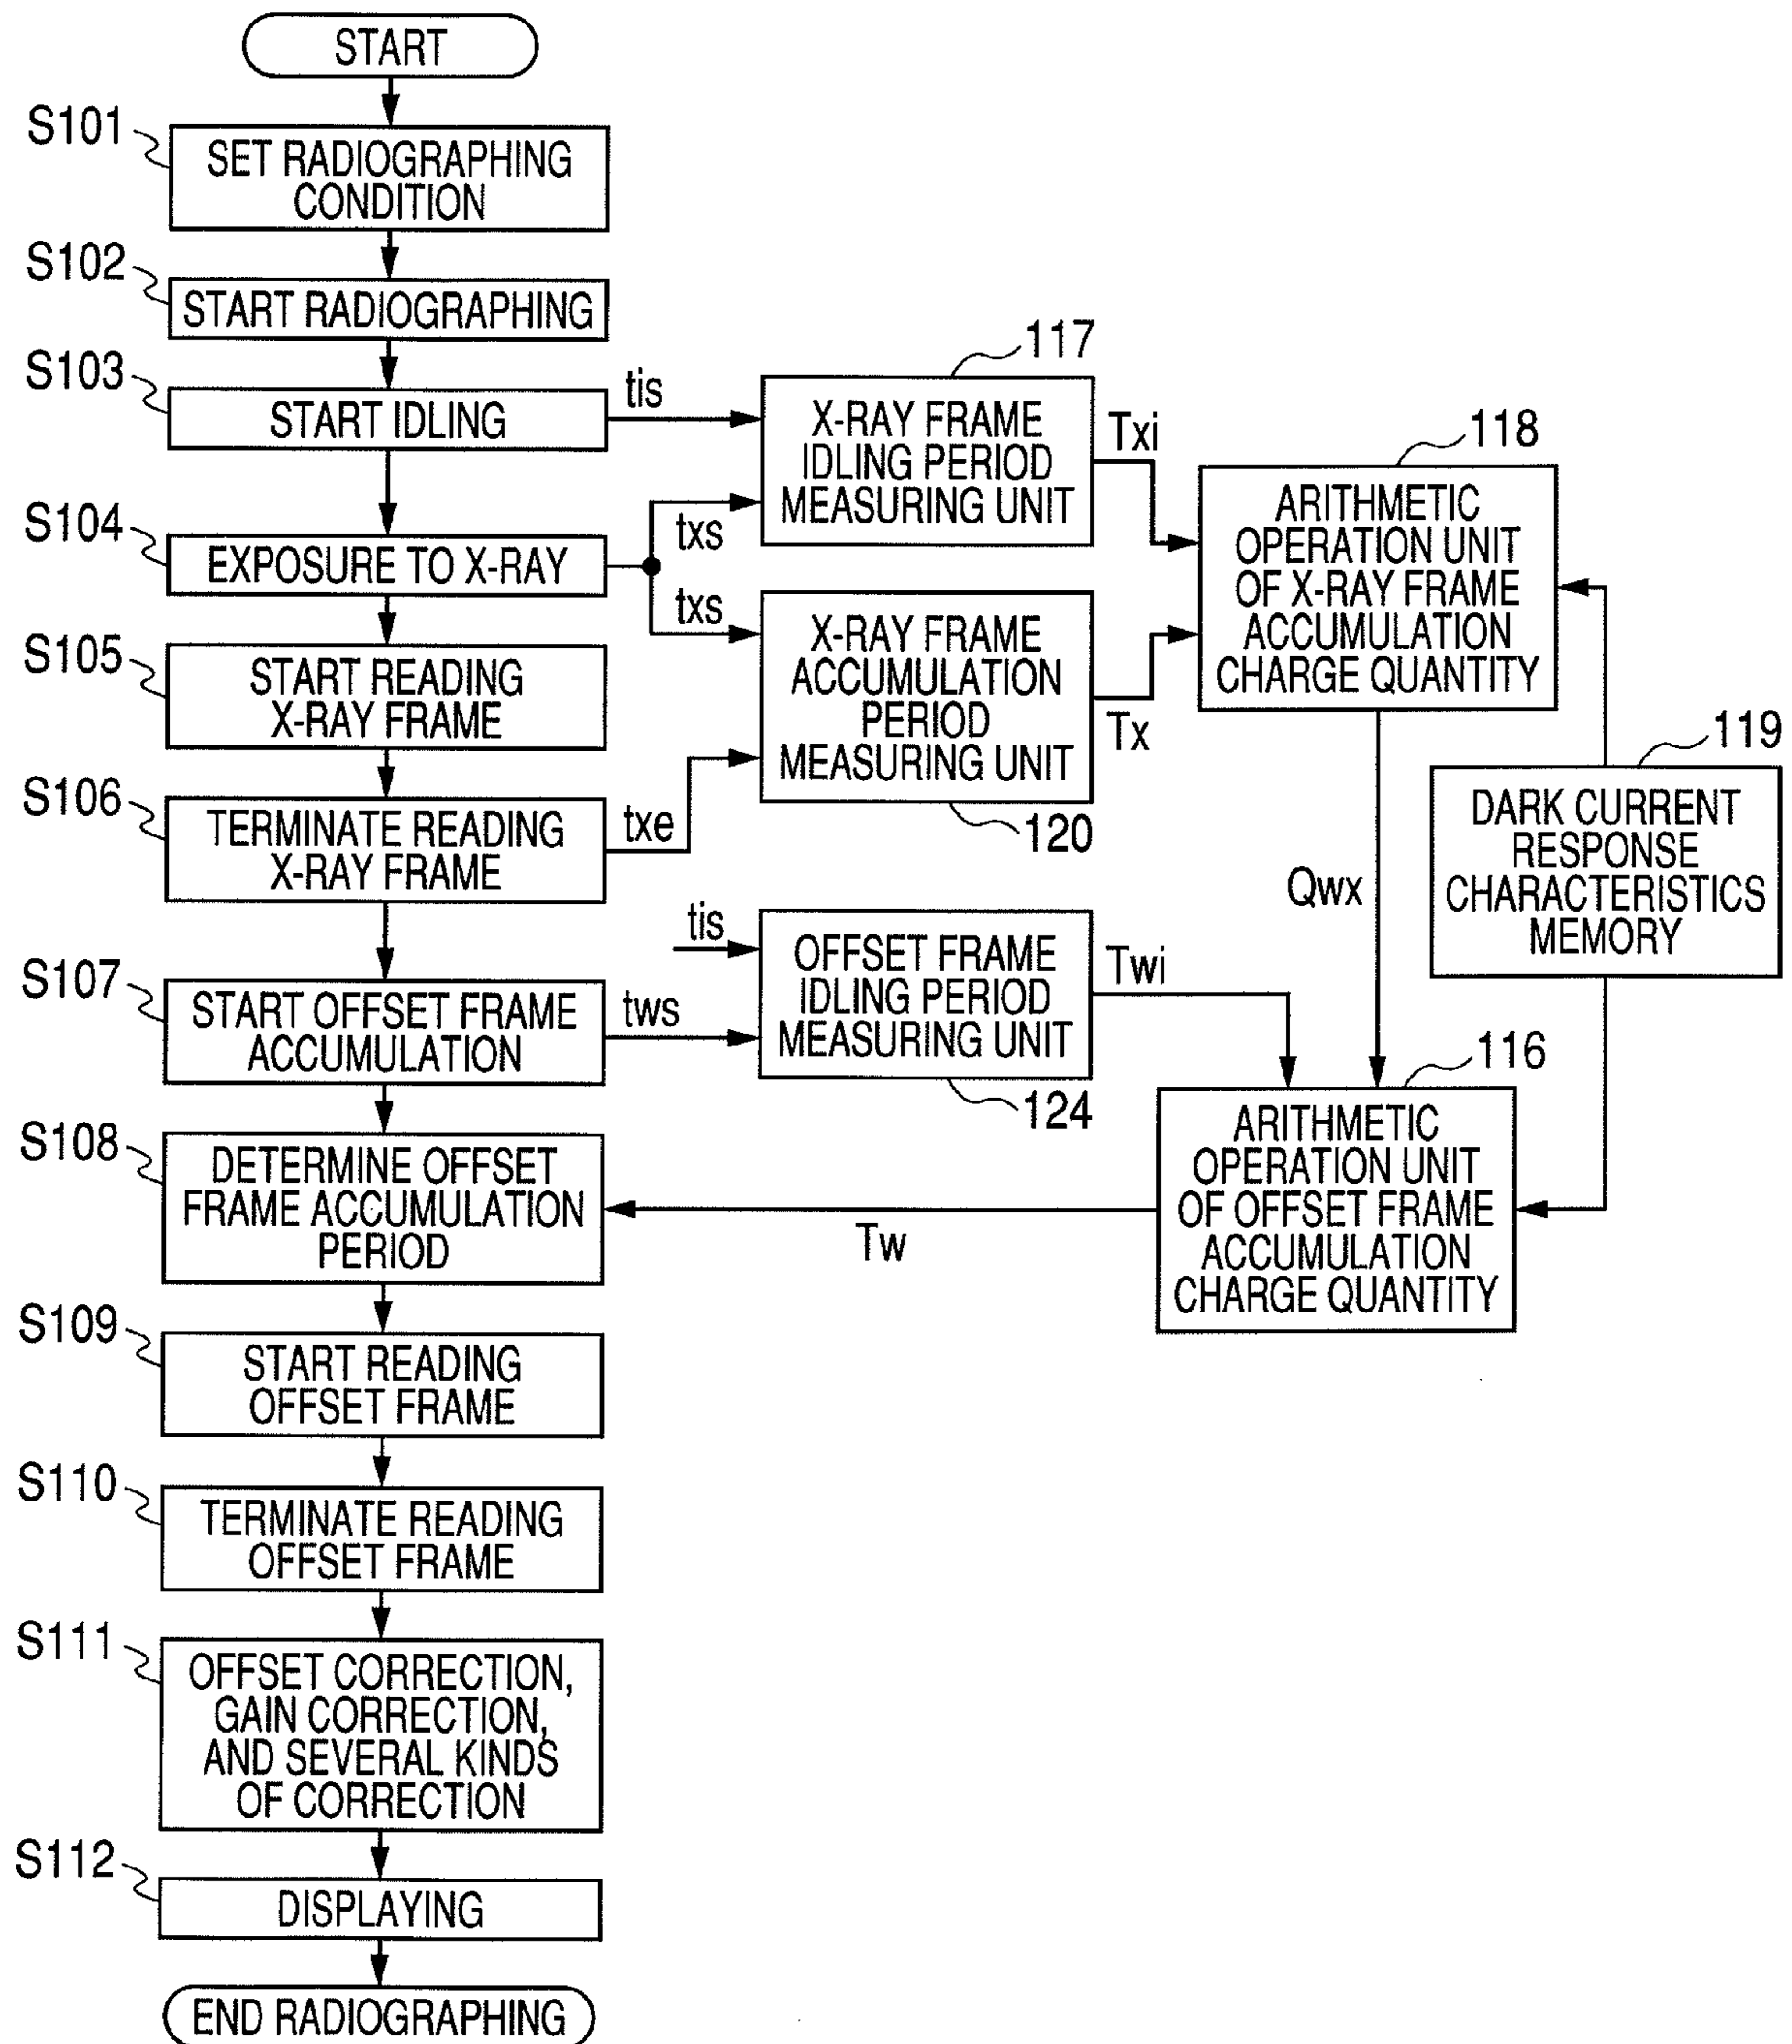 START
S101
SET RADIOGRAPHING
CONDITION
S102
START RADIOGRAPHING
S103
START IDLING
tis
117
X-RAY FRAME
IDLING PERIOD
MEASURING UNIT
Txi
118
ARITHMETIC
OPERATION UNIT
OF X-RAY FRAME
ACCUMULATION
CHARGE QUANTITY
S104
EXPOSURE TO X-RAY
txs
txs
S105
START READING
X-RAY FRAME
X-RAY FRAME
ACCUMULATION
PERIOD
MEASURING UNIT
Tx
120
S106
TERMINATE READING
X-RAY FRAME
txe
119
DARK CURRENT
RESPONSE
CHARACTERISTICS
MEMORY
Qwx
S107
START OFFSET FRAME
ACCUMULATION
tis
tws
OFFSET FRAME
IDLING PERIOD
MEASURING UNIT
Twi
124
116
ARITHMETIC
OPERATION UNIT
OF OFFSET FRAME
ACCUMULATION
CHARGE QUANTITY
S108
DETERMINE OFFSET
FRAME ACCUMULATION
PERIOD
Tw
S109
START READING
OFFSET FRAME
S110
TERMINATE READING
OFFSET FRAME
S111
OFFSET CORRECTION,
GAIN CORRECTION,
AND SEVERAL KINDS
OF CORRECTION
S112
DISPLAYING
END RADIOGRAPHING